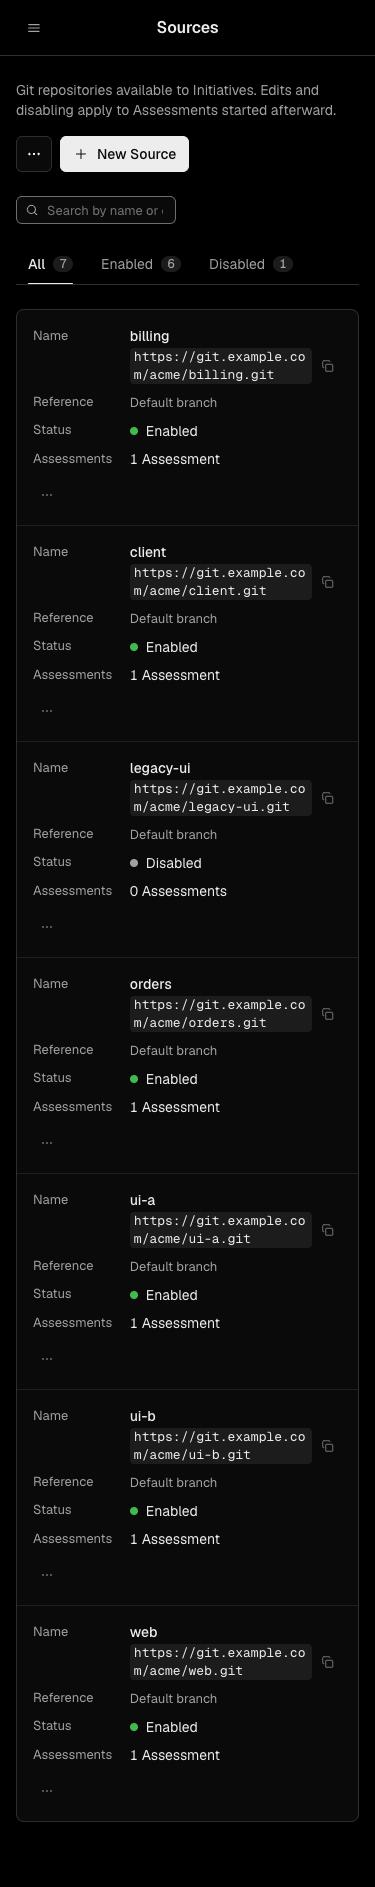 Sources
Git repositories available to Initiatives. Edits and
disabling apply to Assessments started afterward.
... + New Source
Search by name or
All 7 Enabled 6 Disabled 1
Name billing
https://git.example.co
m/acme/billing.git
Reference Default branch
Status Enabled
Assessments 1 Assessment
...
Name client
https://git.example.co
m/acme/client.git
Reference Default branch
Status Enabled
Assessments 1 Assessment
...
Name legacy-ui
https://git.example.co
m/acme/legacy-ui.git
Reference Default branch
Status Disabled
Assessments 0 Assessments
...
Name orders
https://git.example.co
m/acme/orders.git
Reference Default branch
Status Enabled
Assessments 1 Assessment
...
Name ui-a
https://git.example.co
m/acme/ui-a.git
Reference Default branch
Status Enabled
Assessments 1 Assessment
...
Name ui-b
https://git.example.co
m/acme/ui-b.git
Reference Default branch
Status Enabled
Assessments 1 Assessment
...
Name web
https://git.example.co
m/acme/web.git
Reference Default branch
Status Enabled
Assessments 1 Assessment
...